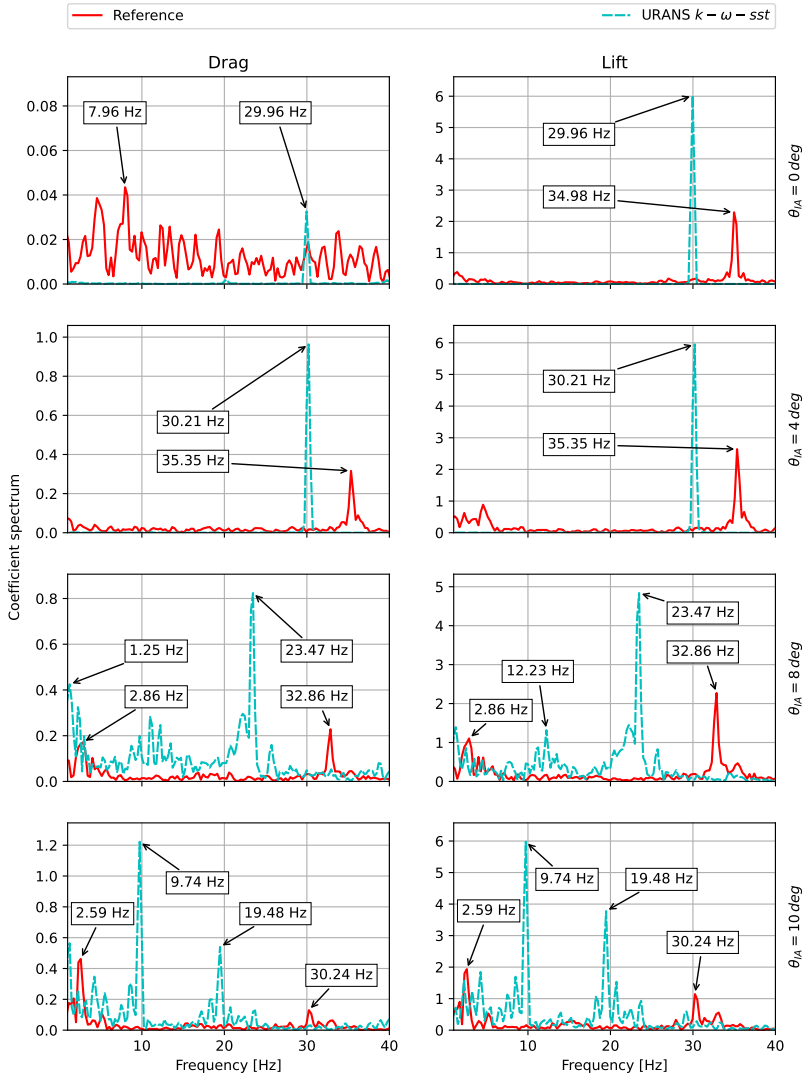 Reference
URANS k − ω − sst
Drag
Lift
0.08
0.06
0.04
0.02
0.00
7.96 Hz
29.96 Hz
6
5
4
3
2
1
0
29.96 Hz
34.98 Hz
θIA = 0 deg
1.0
0.8
0.6
0.4
0.2
0.0
30.21 Hz
35.35 Hz
6
5
4
3
2
1
0
30.21 Hz
35.35 Hz
θIA = 4 deg
Coefficient spectrum
0.8
0.6
0.4
0.2
0.0
1.25 Hz
2.86 Hz
23.47 Hz
32.86 Hz
5
4
3
2
1
0
2.86 Hz
12.23 Hz
23.47 Hz
32.86 Hz
θIA = 8 deg
1.2
1.0
0.8
0.6
0.4
0.2
0.0
2.59 Hz
9.74 Hz
19.48 Hz
30.24 Hz
10
20
30
40
Frequency [Hz]
6
5
4
3
2
1
0
2.59 Hz
9.74 Hz
19.48 Hz
30.24 Hz
10
20
30
40
Frequency [Hz]
θIA = 10 deg